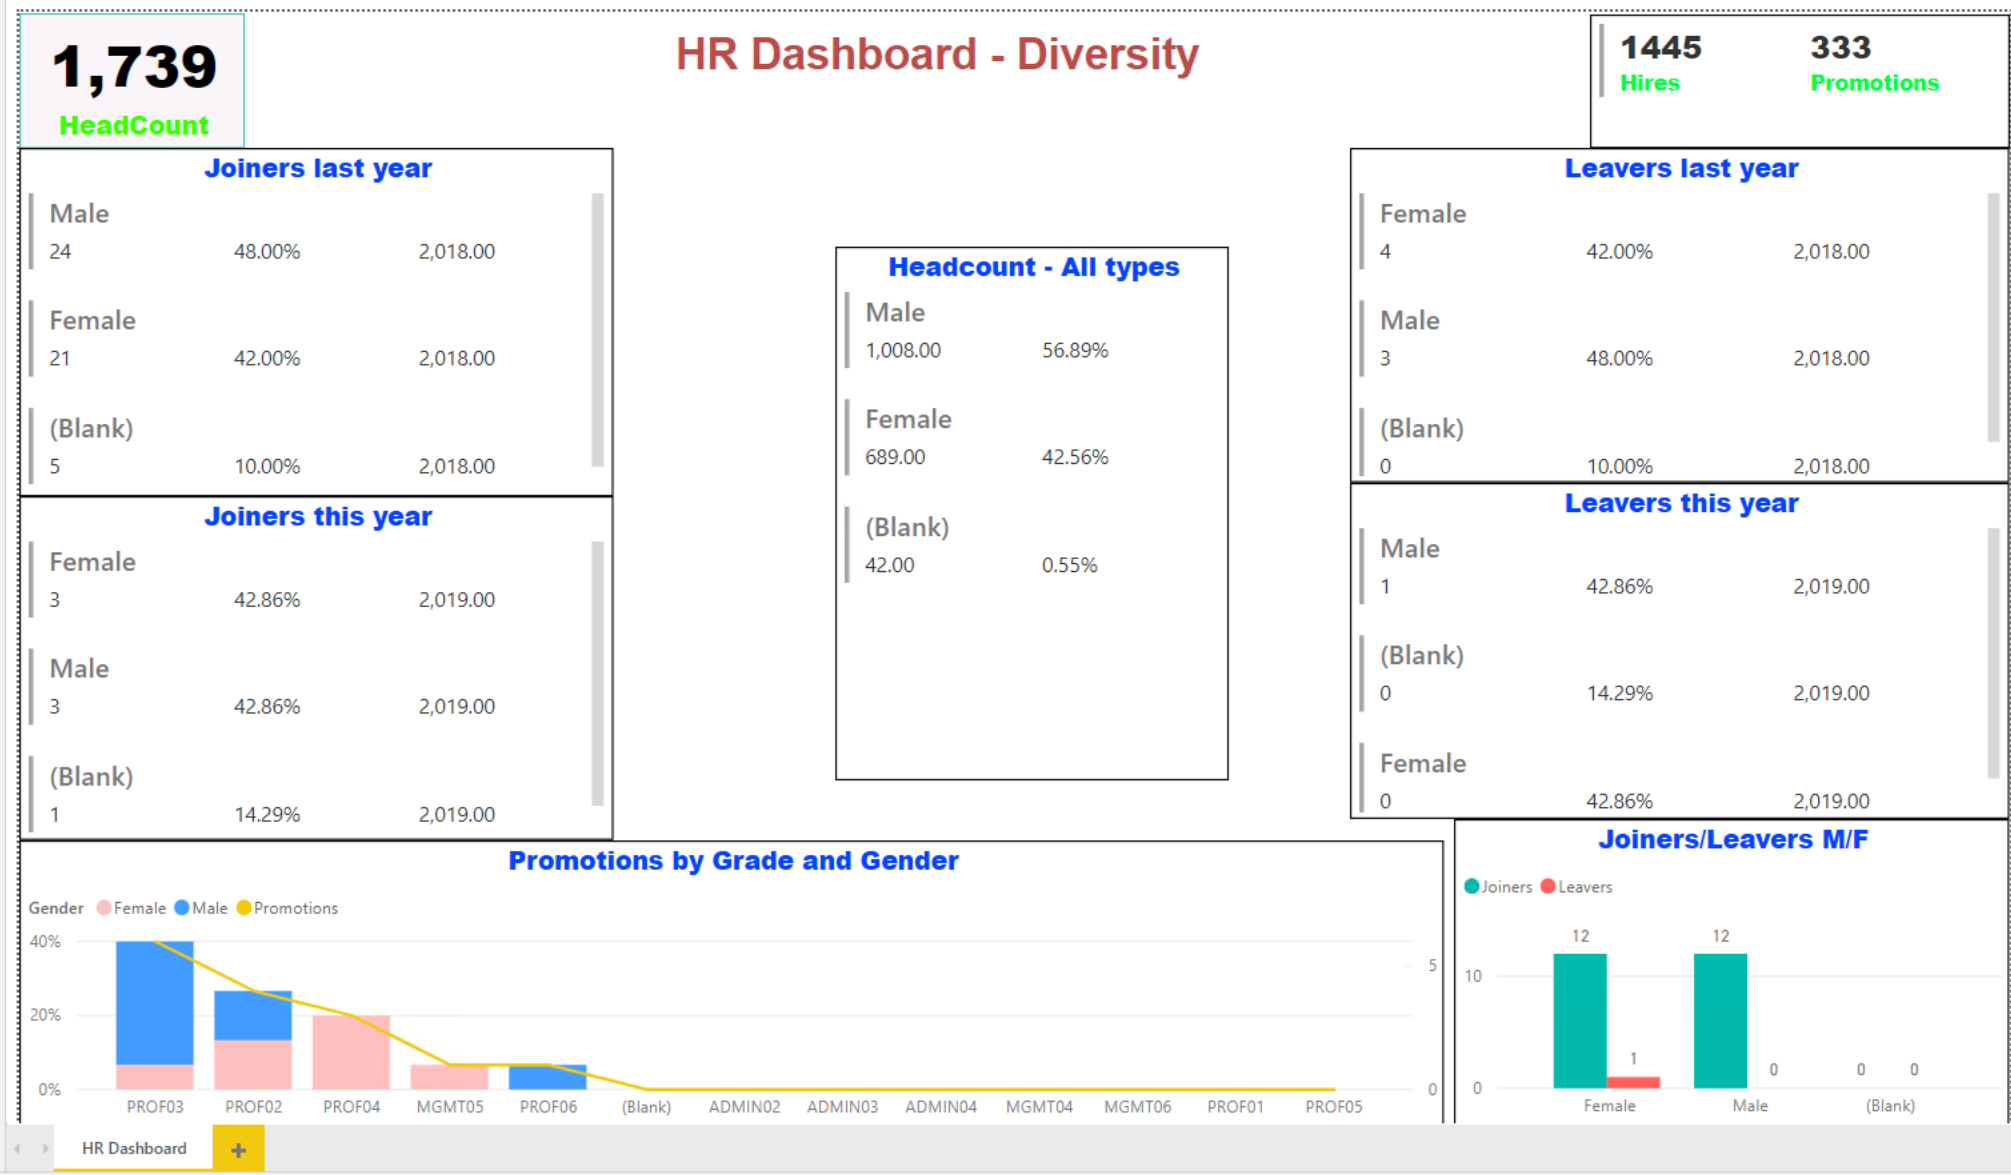 1,739
HeadCount
HR Dashboard - Diversity
1445 333
Hires Promotions
Joiners last year
Male
24 48.00% 2,018.00
Female
21 42.00% 2,018.00
(Blank)
5 10.00% 2,018.00
Joiners this year
Female
3 42.86% 2,019.00
Male
3 42.86% 2,019.00
(Blank)
1 14.29% 2,019.00
Headcount - All types
Male
1,008.00 56.89%
Female
689.00 42.56%
(Blank)
42.00 0.55%
Leavers last year
Female
4 42.00% 2,018.00
Male
3 48.00% 2,018.00
(Blank)
0 10.00% 2,018.00
Leavers this year
Male
1 42.86% 2,019.00
(Blank)
0 14.29% 2,019.00
Female
0 42.86% 2,019.00
Promotions by Grade and Gender
Gender Female Male Promotions
40%
5
20%
0% 0
PROF03 PROF02 PROF04 MGMT05 PROF06 (Blank) ADMIN02 ADMIN03 ADMIN04 MGMT04 MGMT06 PROF01 PROF05
Joiners/Leavers M/F
Joiners Leavers
12 12
10
1 0 0 0
0
Female Male (Blank)
HR Dashboard +